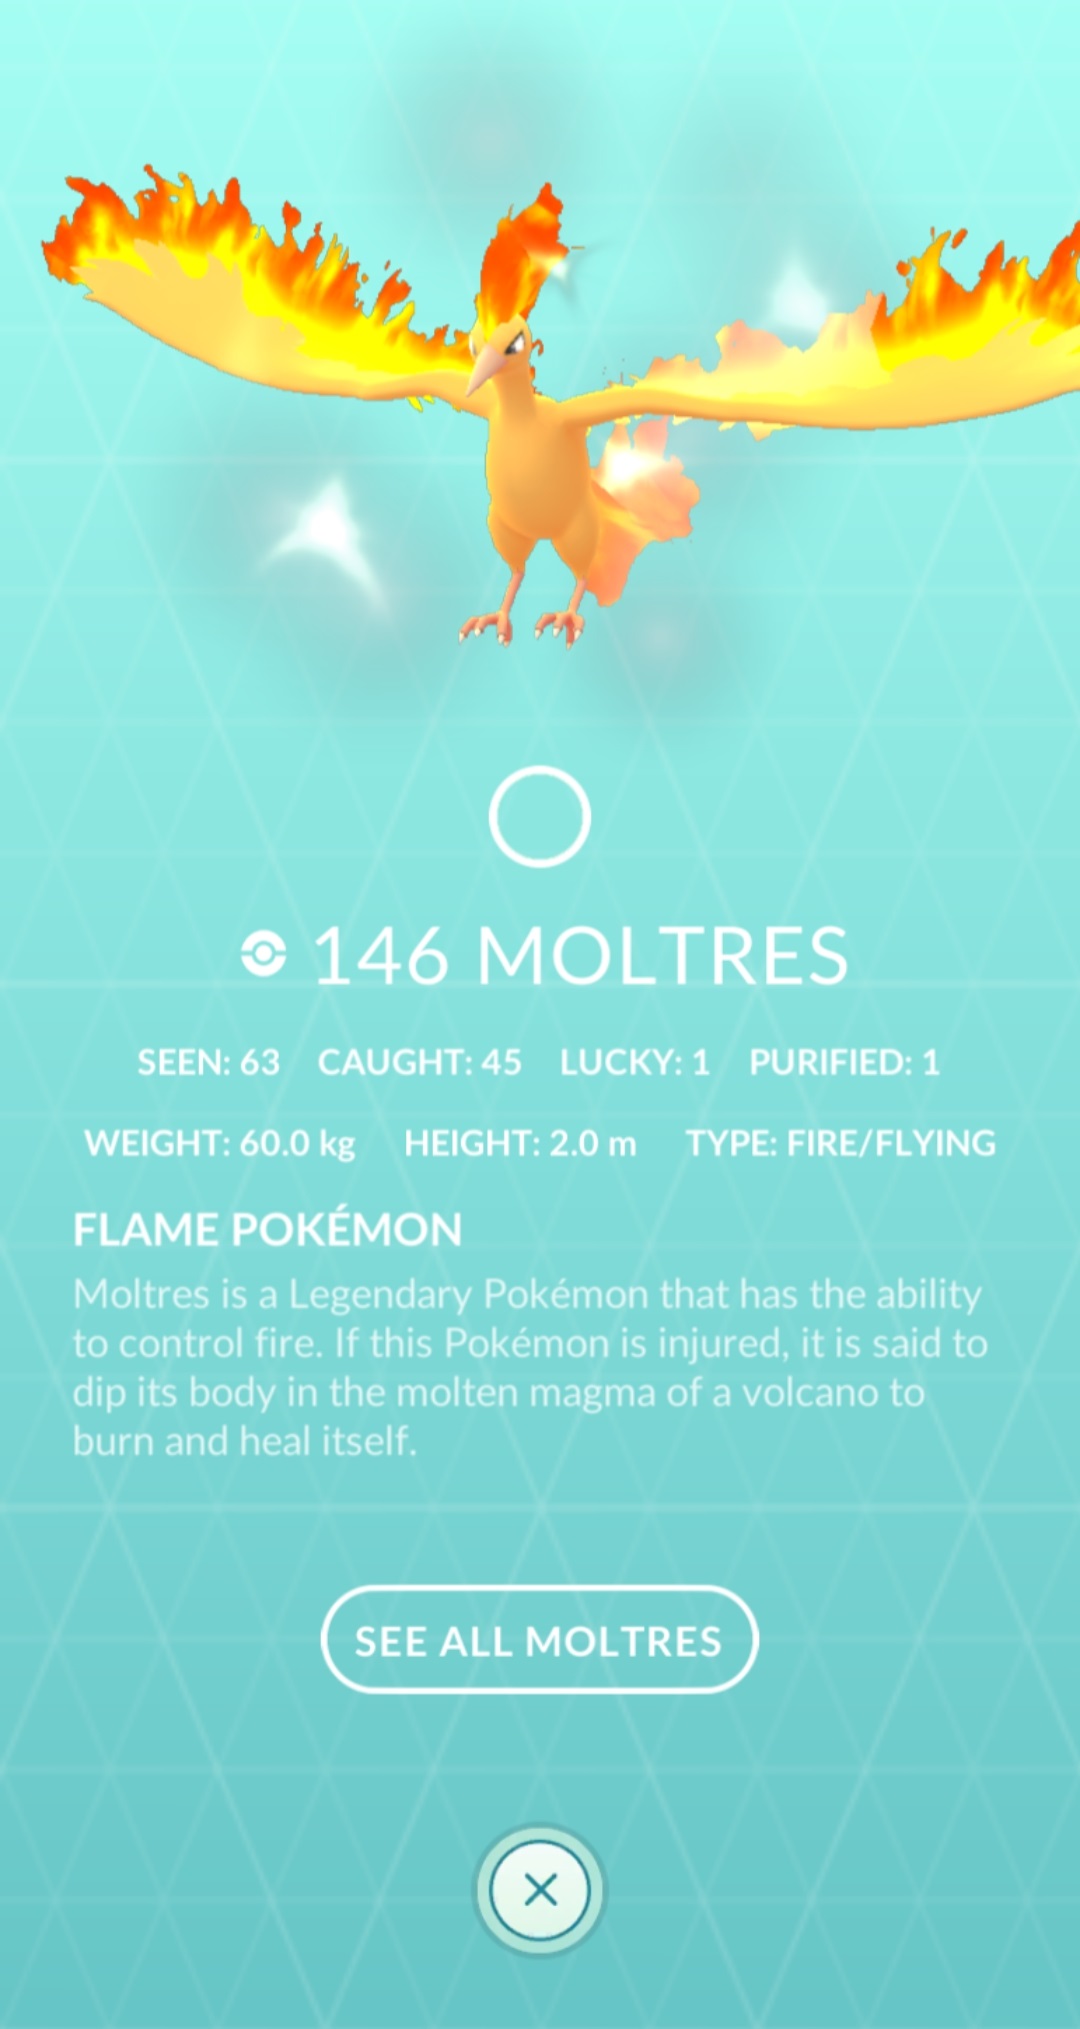 146 MOLTRES
SEEN: 63 CAUGHT: 45 LUCKY: 1 PURIFIED: 1
WEIGHT: 60.0 kg HEIGHT: 2.0 m TYPE: FIRE/FLYING
FLAME POKÉMON
Moltres is a Legendary Pokémon that has the ability
to control fire. If this Pokémon is injured, it is said to
dip its body in the molten magma of a volcano to
burn and heal itself.
SEE ALL MOLTRES